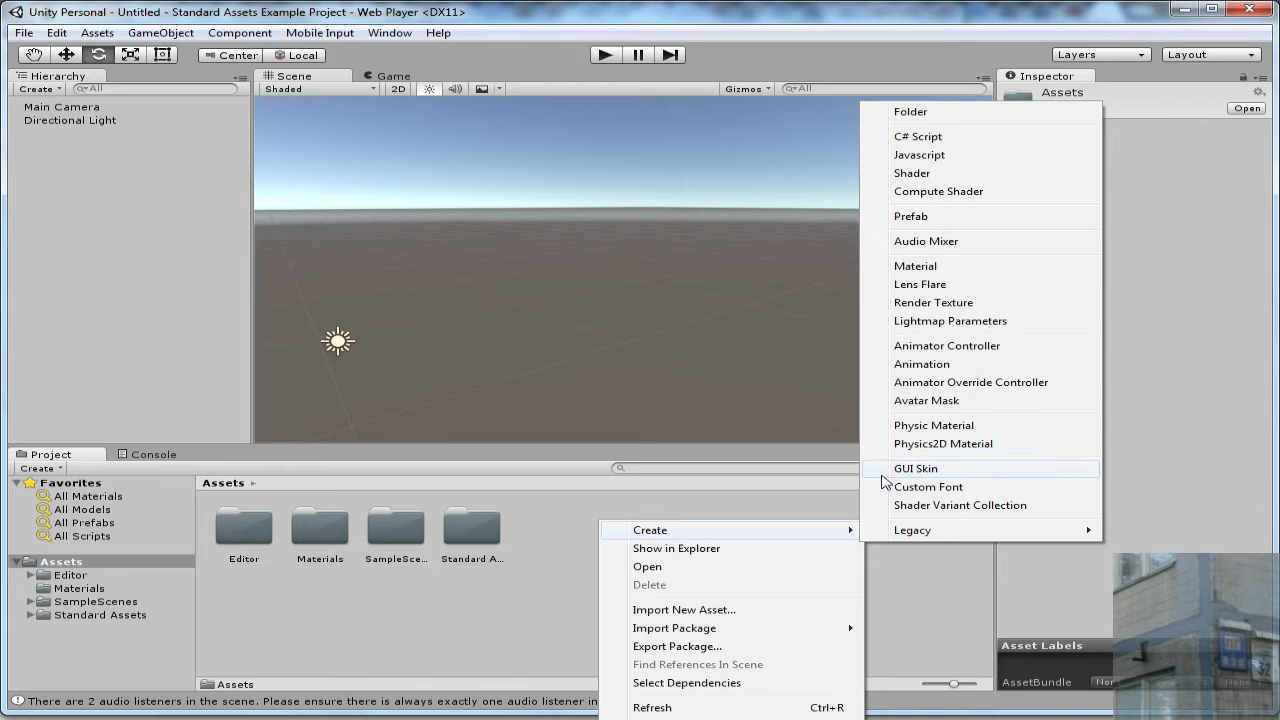 Unity Personal - Untitled - Standard Assets Example Project - Web Player <DX11>
File Edit Assets GameObject Component Mobile Input Window Help
Center Local Layers Layout
Hierarchy Scene Game Inspector
Create All Shaded 2D Gizmos All Assets
Open
Main Camera
Directional Light
Folder
C# Script
Javascript
Shader
Compute Shader
Prefab
Audio Mixer
Material
Lens Flare
Render Texture
Lightmap Parameters
Animator Controller
Animation
Animator Override Controller
Avatar Mask
Physic Material
Physics2D Material
GUI Skin
Custom Font
Shader Variant Collection
Legacy
Project Console
Create
Favorites
All Materials
All Models
All Prefabs
All Scripts
Assets
Editor
Materials
SampleScenes
Standard Assets
Assets
Editor Materials SampleSce... Standard A...
Create
Show in Explorer
Open
Delete
Import New Asset...
Import Package
Export Package...
Find References In Scene
Select Dependencies
Refresh Ctrl+R
Assets
Asset Labels
AssetBundle None
There are 2 audio listeners in the scene. Please ensure there is always exactly one audio listener in